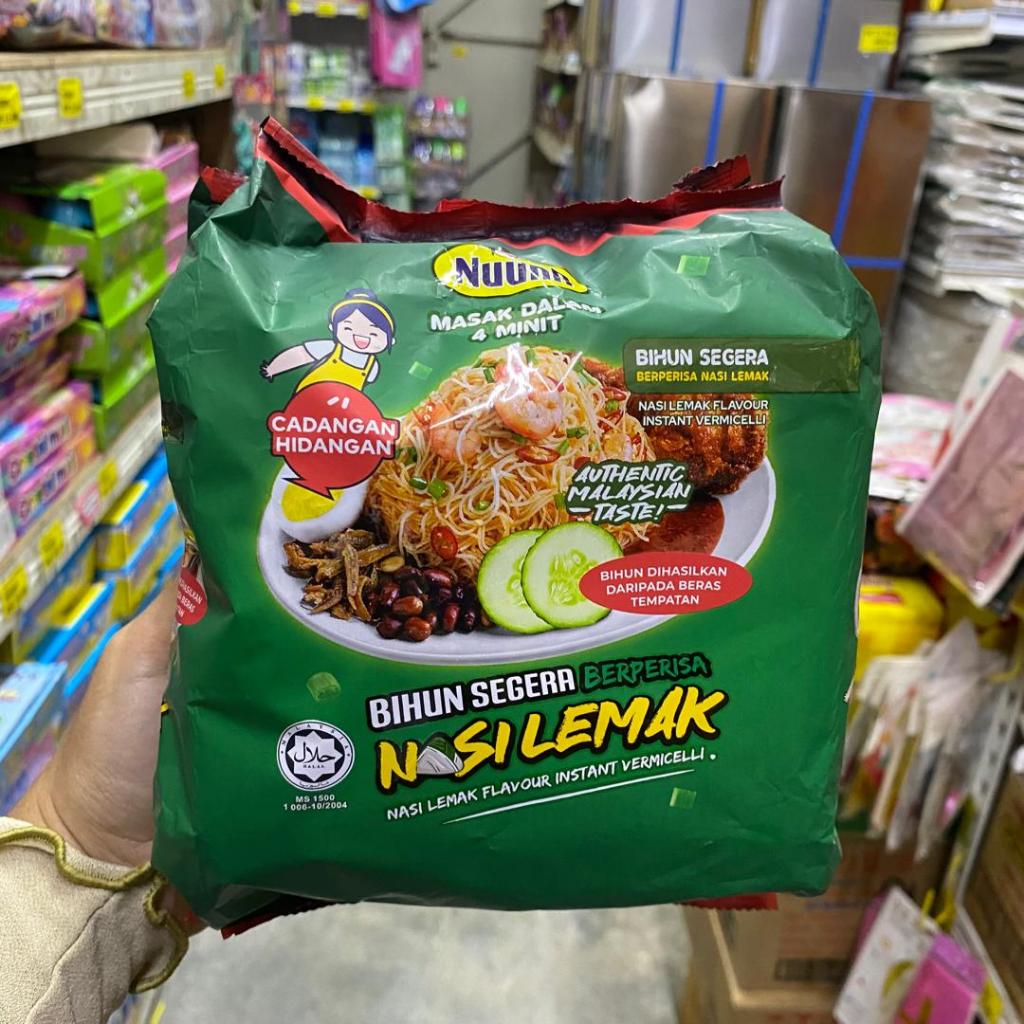 MASAK DALAM
4 MINIT
BIHUN SEGERA
BERPERISA NASI LEMAK
NASI LEMAK FLAVOUR
INSTANT VERMICELLI
CADANGAN
HIDANGAN
AUTHENTIC
MALAYSIAN
TASTE!
BIHUN DIHASILKAN
DARIPADA BERAS
TEMPATAN
BIHUN SEGERA BERPERISA
NASI LEMAK
NASI LEMAK FLAVOUR INSTANT VERMICELLI
حلال
HALAL
MS 1500
1 006-10/2004